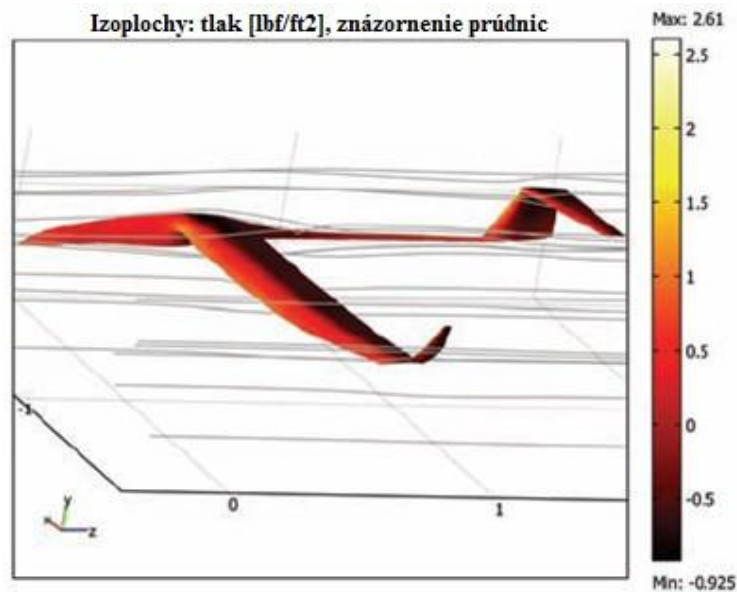 Izoplochy: tlak [lbf/ft2], znázornenie prúdnic
Max: 2.61
2.5
2
1.5
1
0.5
0
-0.5
Min: -0.925
-1
0
1
y
x
z